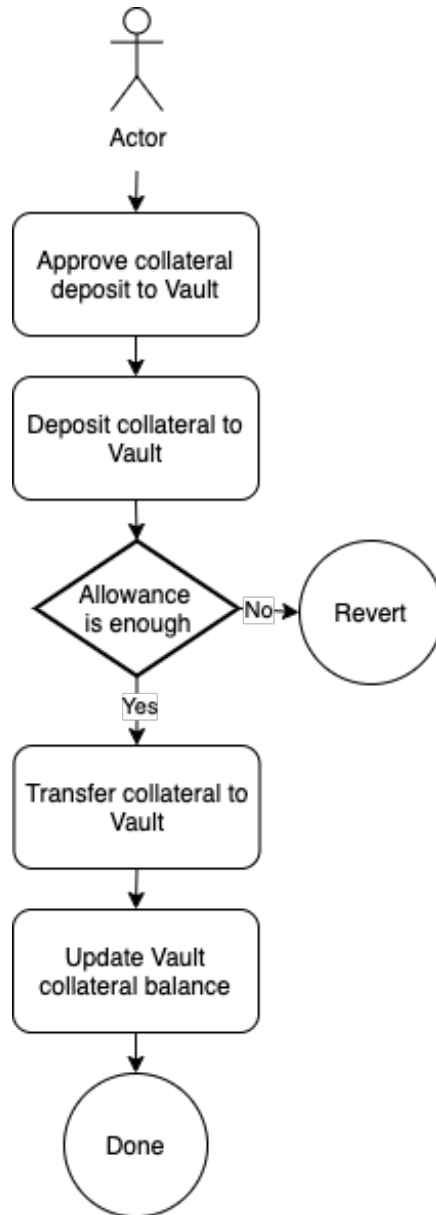 Actor
Approve collateral
deposit to Vault
Deposit collateral to
Vault
Allowance
is enough
No
Revert
Yes
Transfer collateral to
Vault
Update Vault
collateral balance
Done